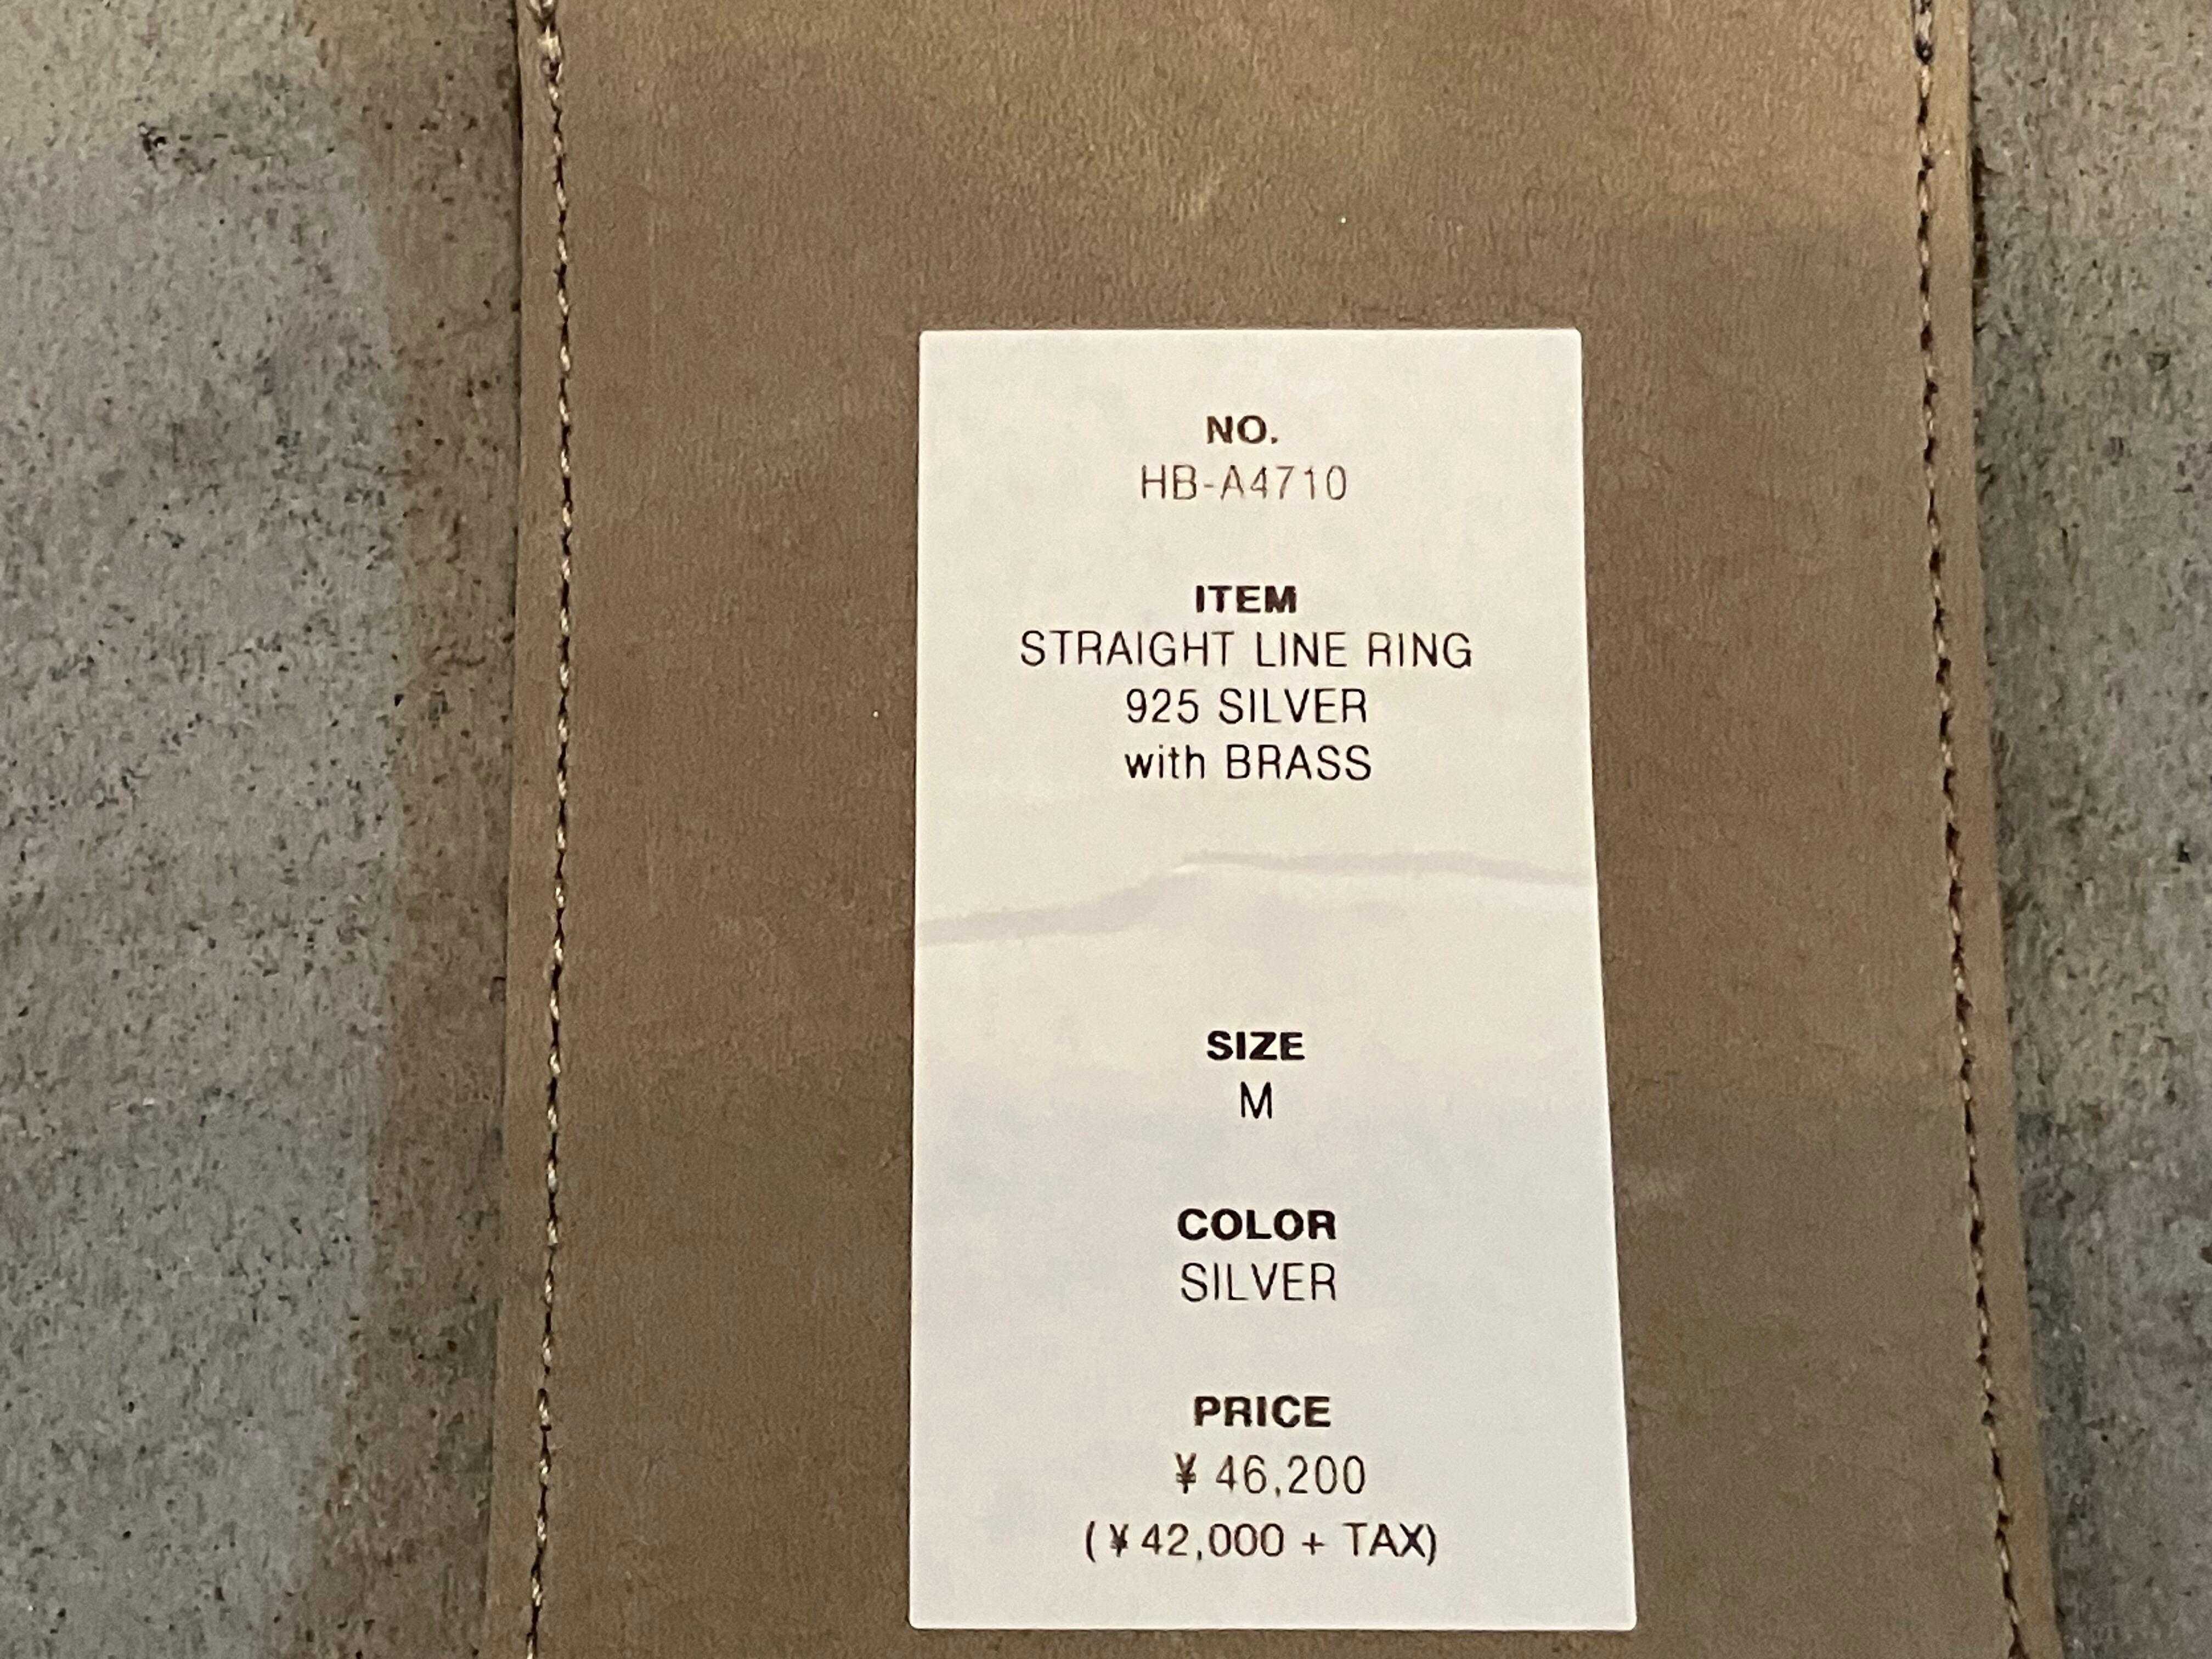 NO.
HB-A4710
ITEM
STRAIGHT LINE RING
925 SILVER
with BRASS
SIZE
M
COLOR
SILVER
PRICE
¥ 46,200
(¥42,000 + TAX)